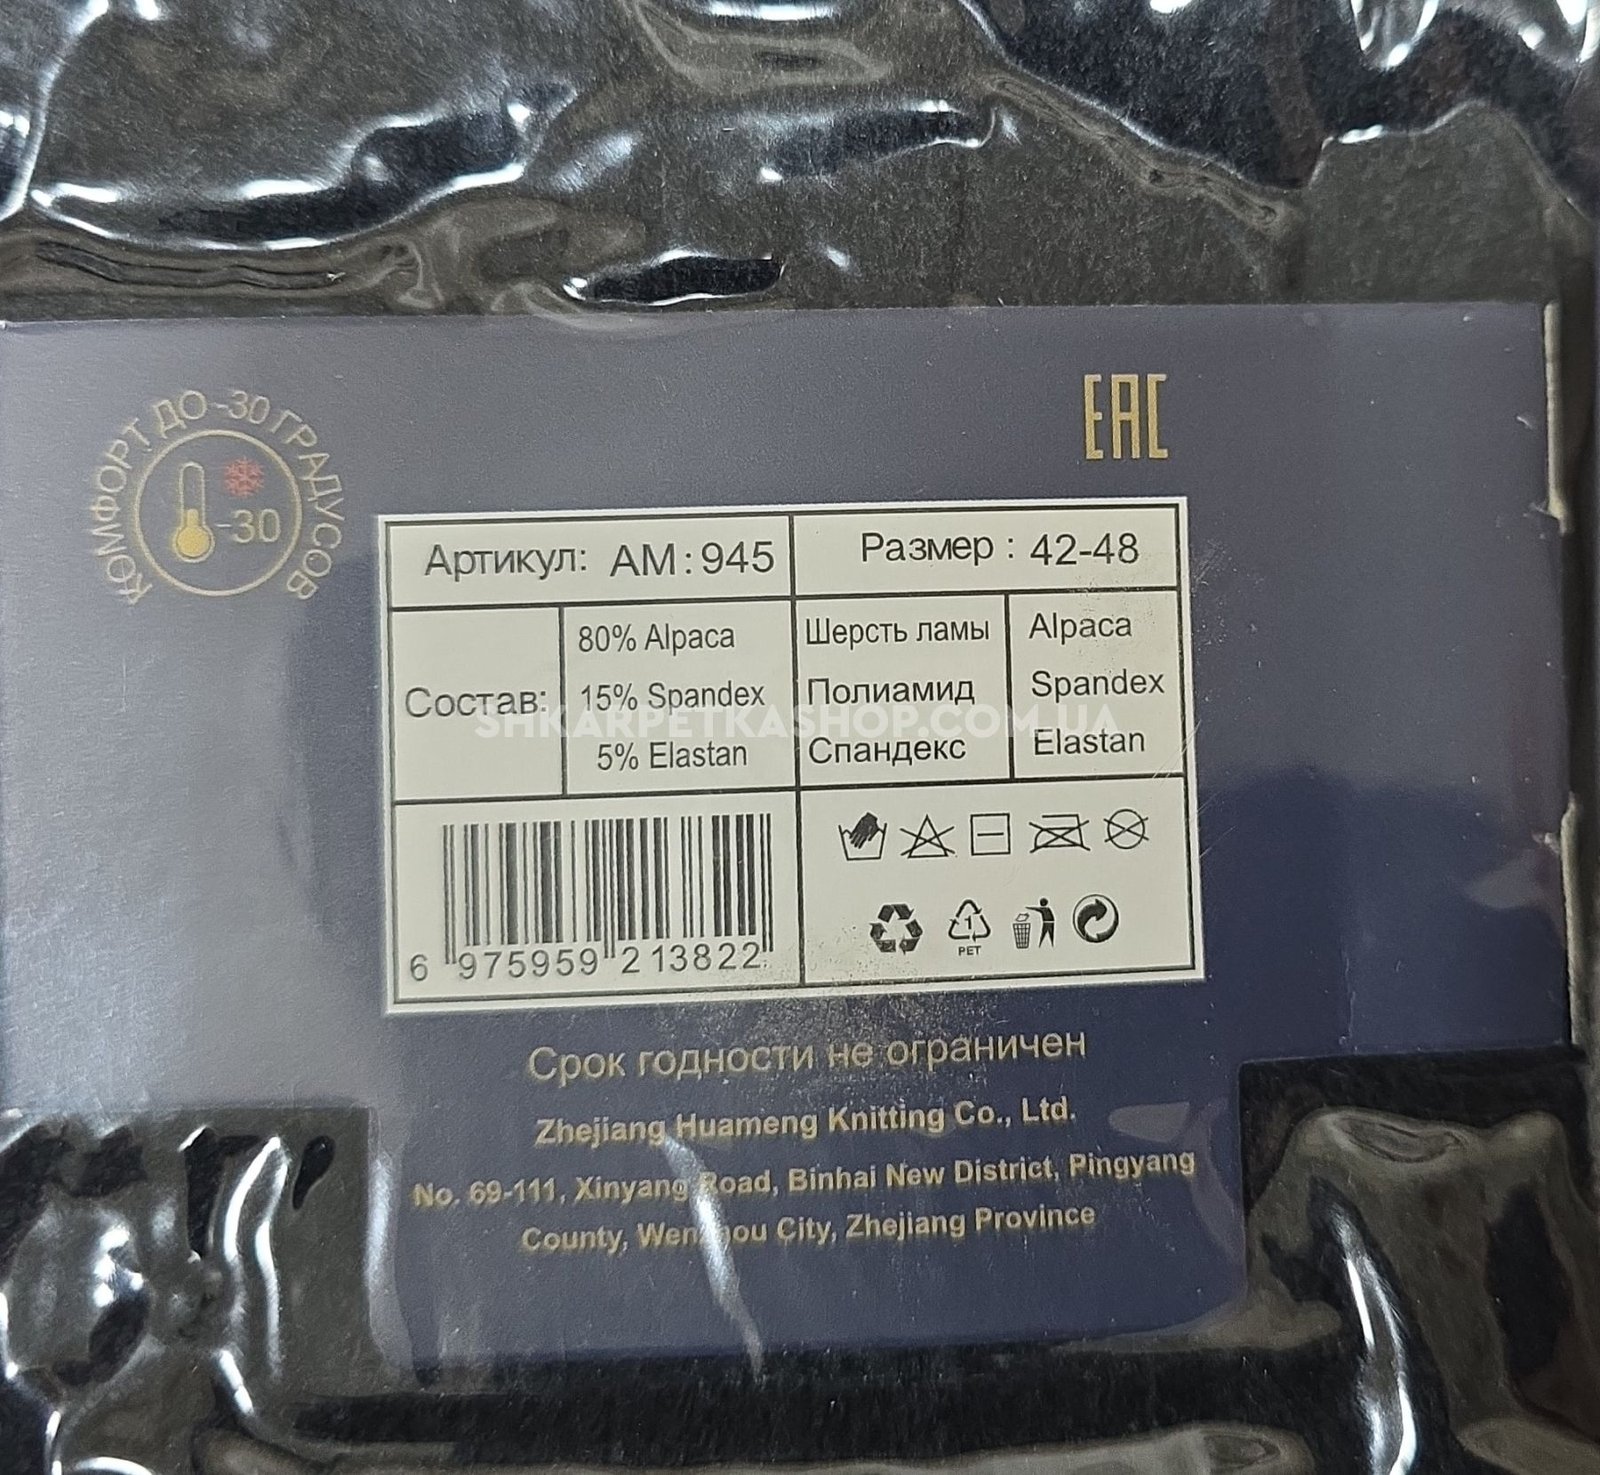 КОМФОРТ ДО -30 ГРАДУСОВ
-30
EAC
Артикул: AM:945
Размер : 42-48
Состав:
80% Alpaca
15% Spandex
5% Elastan
Шерсть ламы
Полиамид
Спандекс
Alpaca
Spandex
Elastan
SHKARPETKASHOP.COM.UA
6 975959 213822
1
PET
Срок годности не ограничен
Zhejiang Huameng Knitting Co., Ltd.
No. 69-111, Xinyang Road, Binhai New District, Pingyang
County, Wenzhou City, Zhejiang Province